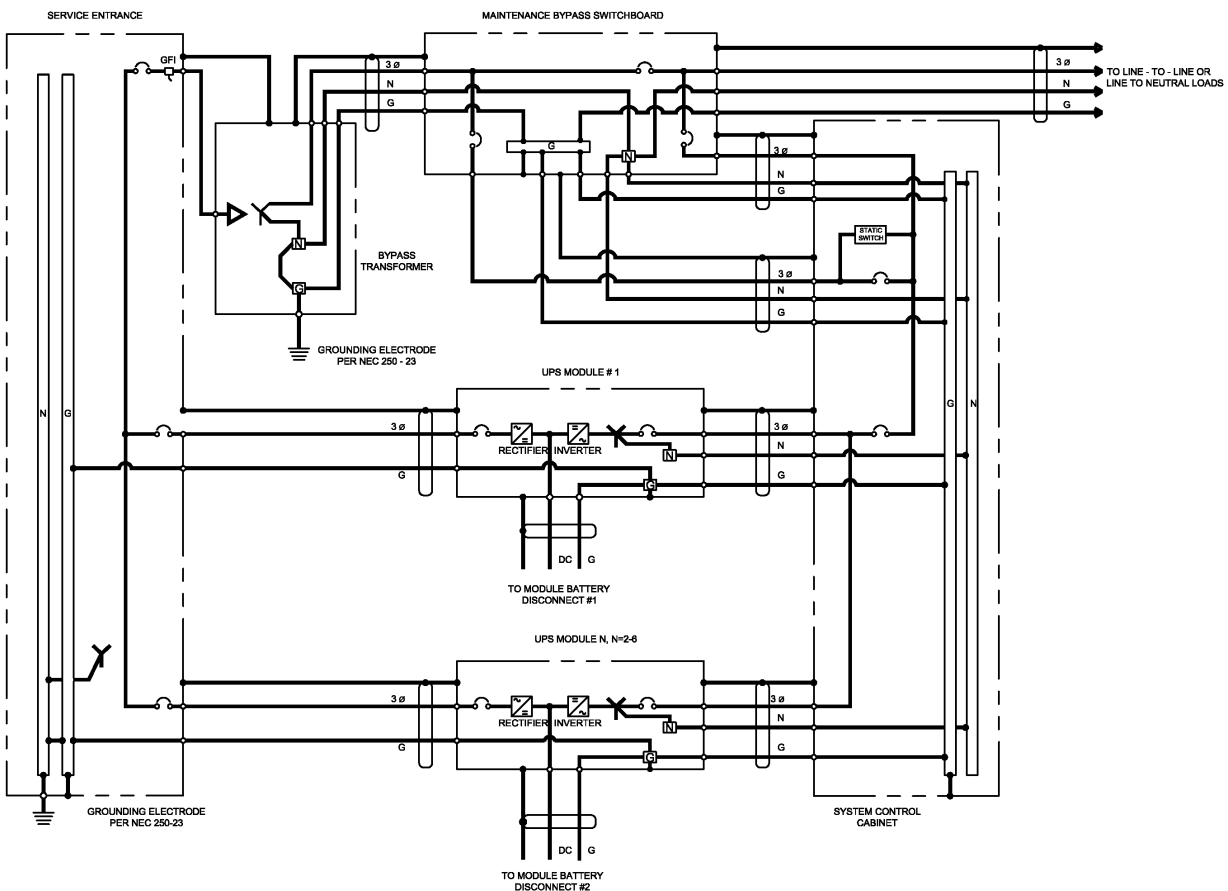 SERVICE ENTRANCE
MAINTENANCE BYPASS SWITCHBOARD
GFI
3 ø
N
G
3 ø
N
G
TO LINE - TO - LINE OR
LINE TO NEUTRAL LOADS
G
N
3 ø
N
G
STATIC
SWITCH
N
G
BYPASS
TRANSFORMER
3 ø
N
G
GROUNDING ELECTRODE
PER NEC 250 - 23
UPS MODULE # 1
N
G
G
N
3 ø
G
RECTIFIER
INVERTER
N
G
3 ø
N
G
DC
G
TO MODULE BATTERY
DISCONNECT #1
UPS MODULE N, N=2-6
3 ø
G
RECTIFIER
INVERTER
N
G
3 ø
N
G
DC
G
TO MODULE BATTERY
DISCONNECT #2
GROUNDING ELECTRODE
PER NEC 250-23
SYSTEM CONTROL
CABINET